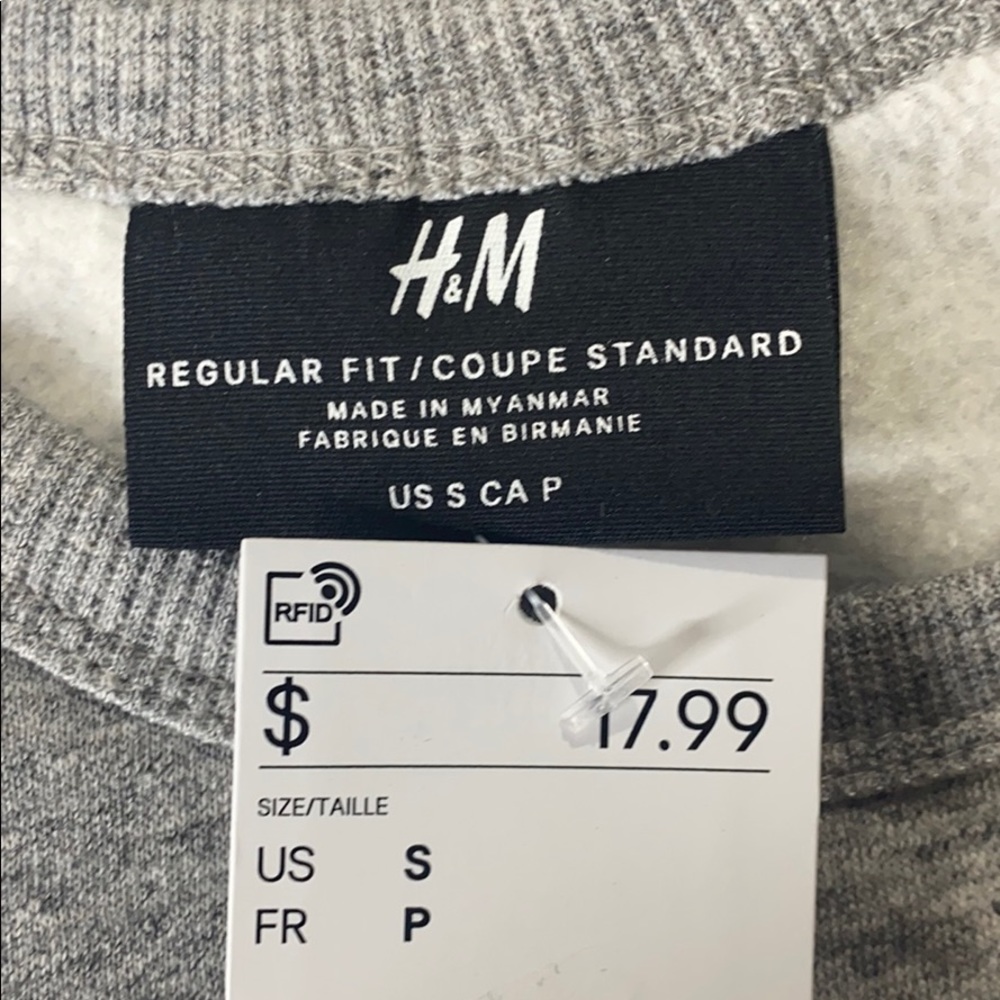 H&M
REGULAR FIT/COUPE STANDARD
MADE IN MYANMAR
FABRIQUE EN BIRMANIE
US S CA P
RFID
$ 17.99
SIZE/TAILLE
US S
FR P